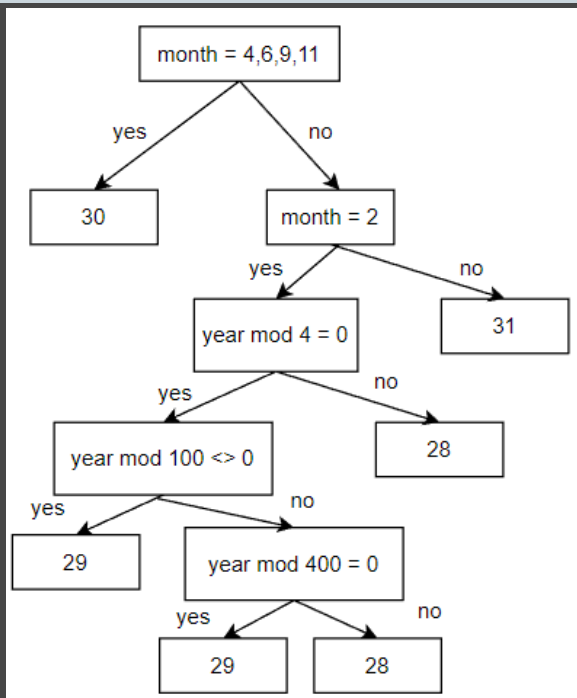 month = 4,6,9,11
yes
no
30
month = 2
yes
no
year mod 4 = 0
31
yes
no
year mod 100 <> 0
28
yes
no
29
year mod 400 = 0
yes
no
29
28